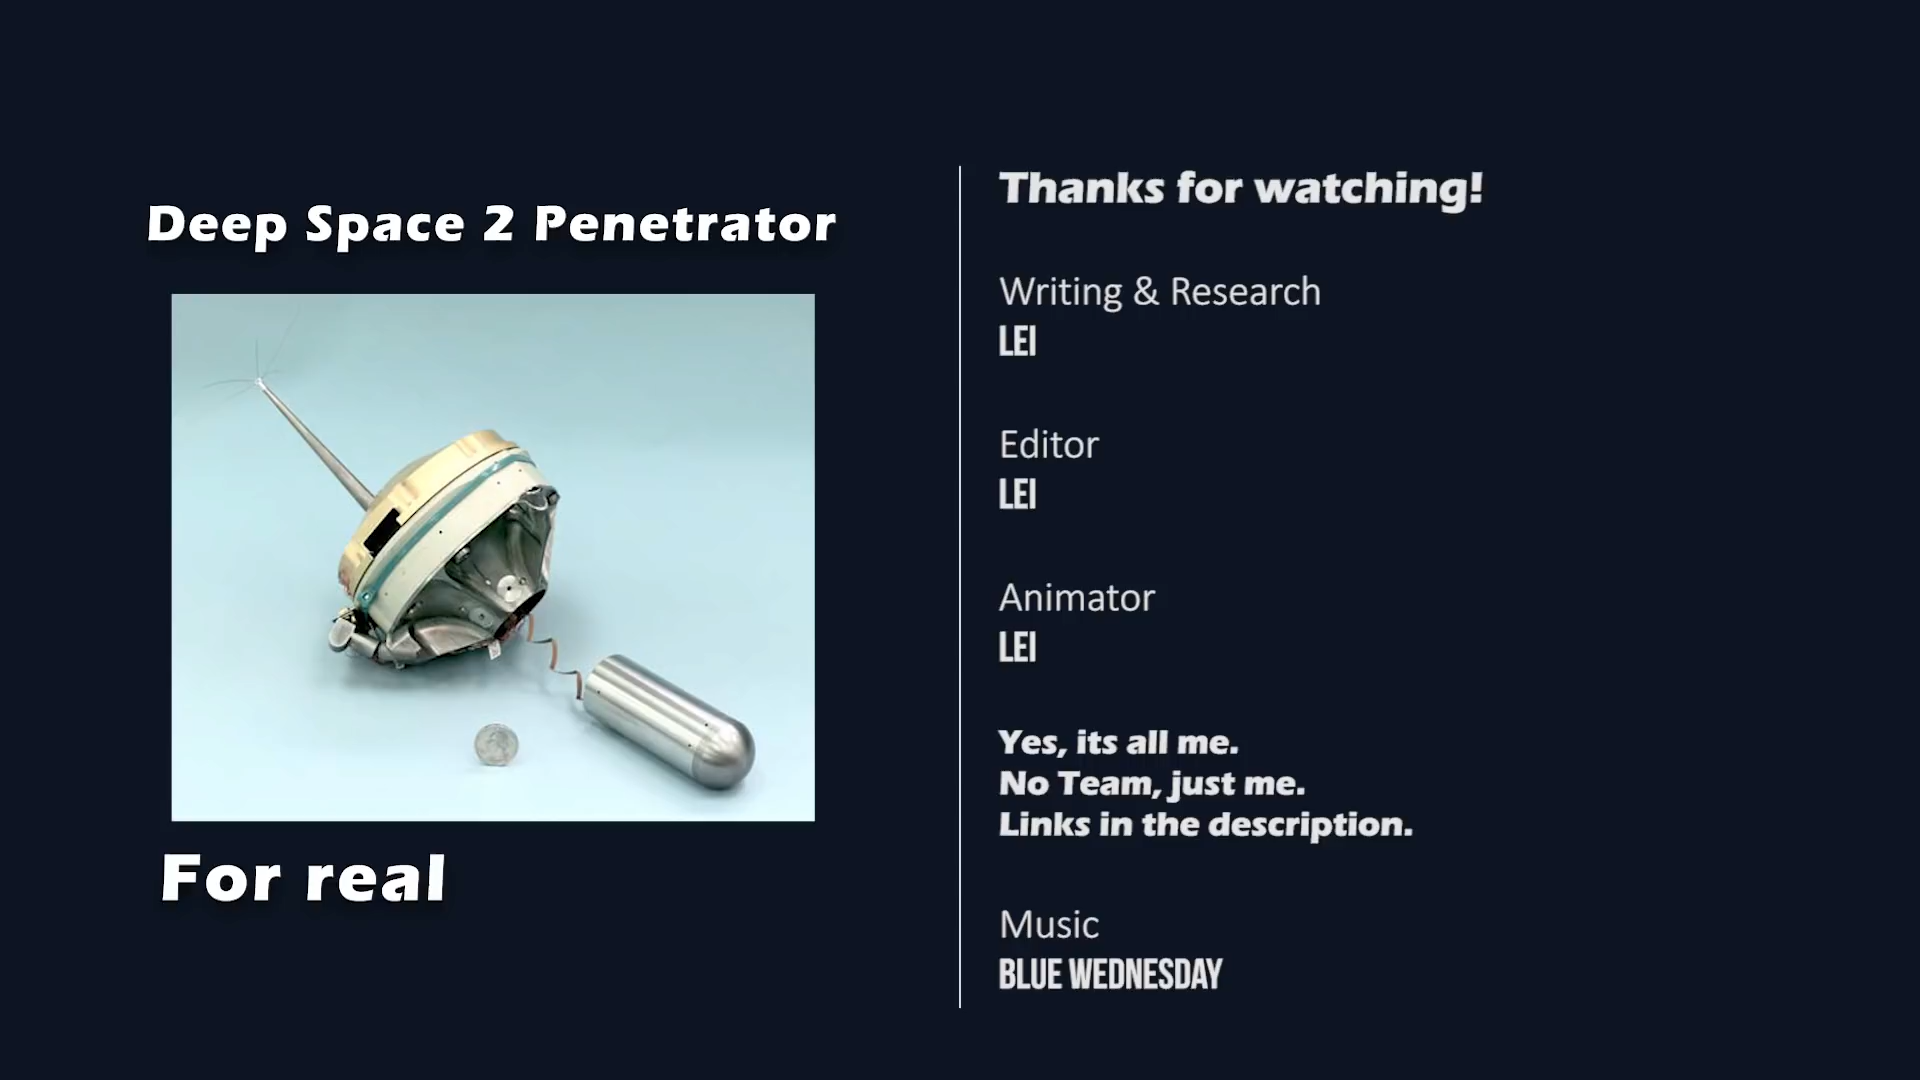 Deep Space 2 Penetrator
For real
Thanks for watching!
Writing & Research
LEI
Editor
LEI
Animator
LEI
Yes, its all me.
No Team, just me.
Links in the description.
Music
BLUE WEDNESDAY